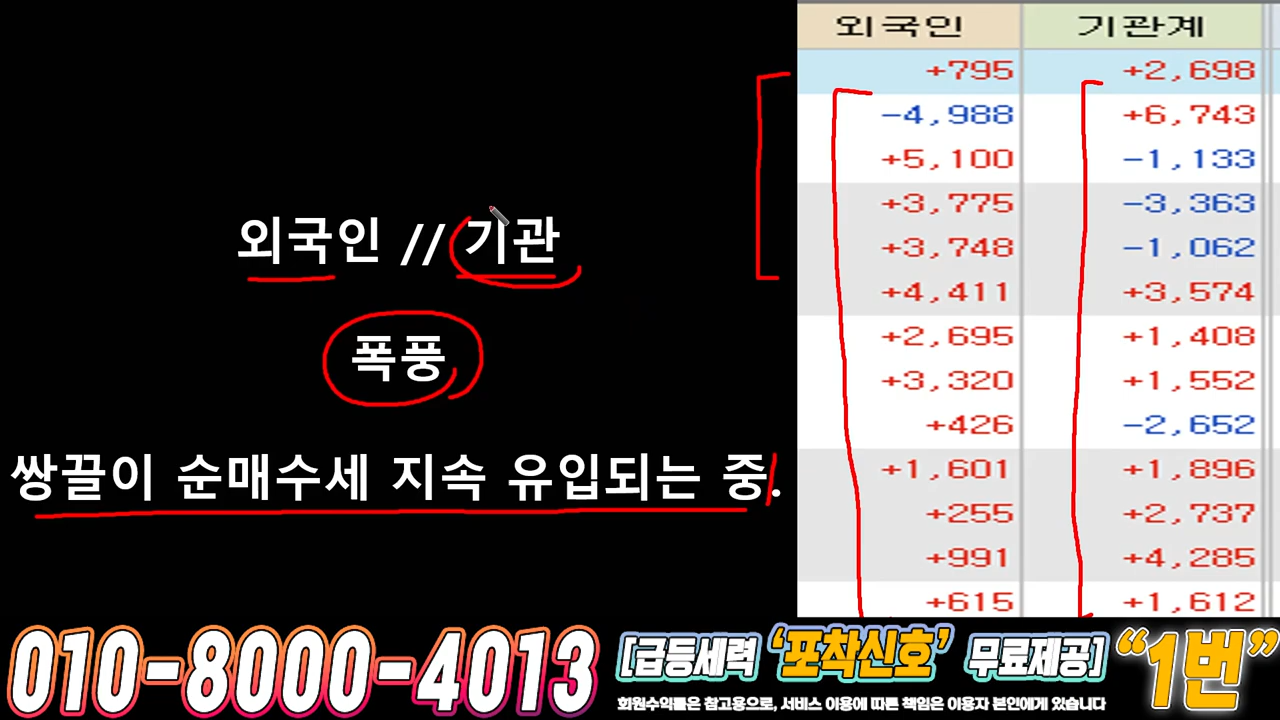 외국인 // 기관
폭풍
쌍끌이 순매수세 지속 유입되는 중.
외국인 기관계
+795 +2,698
-4,988 +6,743
+5,100 -1,133
+3,775 -3,363
+3,748 -1,062
+4,411 +3,574
+2,695 +1,408
+3,320 +1,552
+426 -2,652
+1,601 +1,896
+255 +2,737
+991 +4,285
+615 +1,612
010-8000-4013 [급등세력 '포착신호' 무료제공] "1번"
회원수익률은 참고용으로, 서비스 이용에 따른 책임은 이용자 본인에게 있습니다